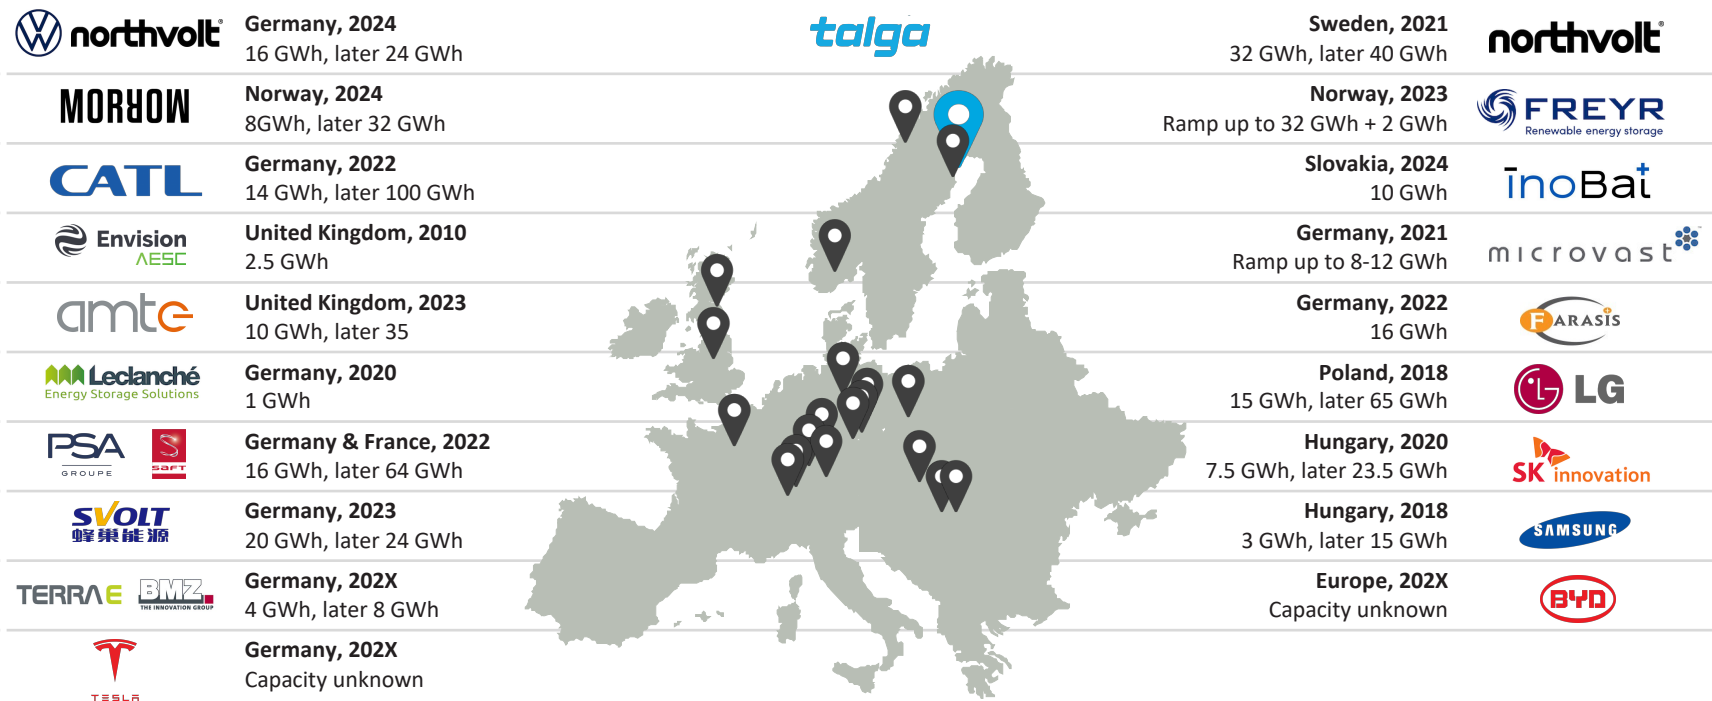 northvolt
Germany, 2024
16 GWh, later 24 GWh
MORROW
Norway, 2024
8GWh, later 32 GWh
CATL
Germany, 2022
14 GWh, later 100 GWh
Envision
AESC
United Kingdom, 2010
2.5 GWh
amte
United Kingdom, 2023
10 GWh, later 35
Leclanché
Energy Storage Solutions
Germany, 2020
1 GWh
PSA
GROUPE
SAFT
Germany & France, 2022
16 GWh, later 64 GWh
SVOLT
蜂巢能源
Germany, 2023
20 GWh, later 24 GWh
TERRA E
BMZ
THE INNOVATION GROUP
Germany, 202X
4 GWh, later 8 GWh
TESLA
Germany, 202X
Capacity unknown
talga
Sweden, 2021
32 GWh, later 40 GWh
northvolt
Norway, 2023
Ramp up to 32 GWh + 2 GWh
FREYR
Renewable energy storage
Slovakia, 2024
10 GWh
inoBat
Germany, 2021
Ramp up to 8-12 GWh
microvast
Germany, 2022
16 GWh
FARASIS
Poland, 2018
15 GWh, later 65 GWh
LG
Hungary, 2020
7.5 GWh, later 23.5 GWh
SK innovation
Hungary, 2018
3 GWh, later 15 GWh
SAMSUNG
Europe, 202X
Capacity unknown
BYD